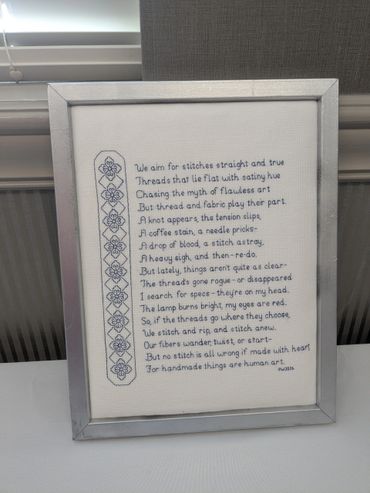 We aim for stitches straight and true
Threads that lie flat with satiny hue
Chasing the myth of flawless art
But thread and fabric play their part.
A knot appears, the tension slips,
A coffee stain, a needle pricks-
A drop of blood, a stitch astray,
A heavy sigh, and then-re-do.
But lately, things aren't quite as clear-
The threads gone rogue-or disappeared
I search for specs-they're on my head.
The lamp burns bright, my eyes are red.
So, if the threads go where they choose,
We stitch and rip, and stitch anew.
Our fibers wander, twist, or start-
But no stitch is all wrong if made with heart
For handmade things are human art.